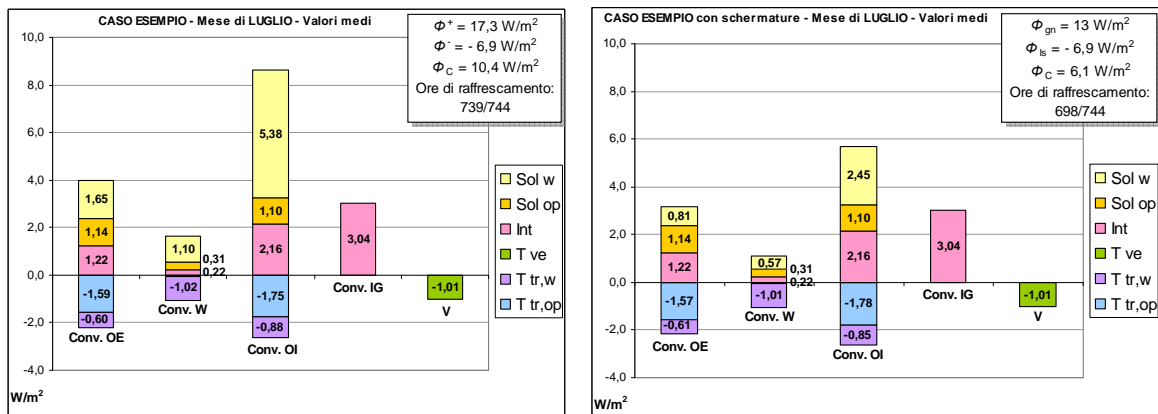 CASO ESEMPIO - Mese di LUGLIO - Valori medi
Φ+ = 17,3 W/m2
Φ- = - 6,9 W/m2
ΦC = 10,4 W/m2
Ore di raffrescamento:
739/744
10,0
8,0
6,0
4,0
2,0
0,0
-2,0
-4,0
W/m2
1,65
1,14
1,22
-1,59
-0,60
Conv. OE
1,10
0,31
0,22
-1,02
Conv. W
5,38
1,10
2,16
-1,75
-0,88
Conv. OI
3,04
Conv. IG
-1,01
V
Sol w
Sol op
Int
T ve
T tr,w
T tr,op
CASO ESEMPIO con schermature - Mese di LUGLIO - Valori medi
Φgn = 13 W/m2
Φls = - 6,9 W/m2
ΦC = 6,1 W/m2
Ore di raffrescamento:
698/744
10,0
8,0
6,0
4,0
2,0
0,0
-2,0
-4,0
W/m2
0,81
1,14
1,22
-1,57
-0,61
Conv. OE
0,57
0,31
0,22
-1,01
Conv. W
2,45
1,10
2,16
-1,78
-0,85
Conv. OI
3,04
Conv. IG
-1,01
V
Sol w
Sol op
Int
T ve
T tr,w
T tr,op